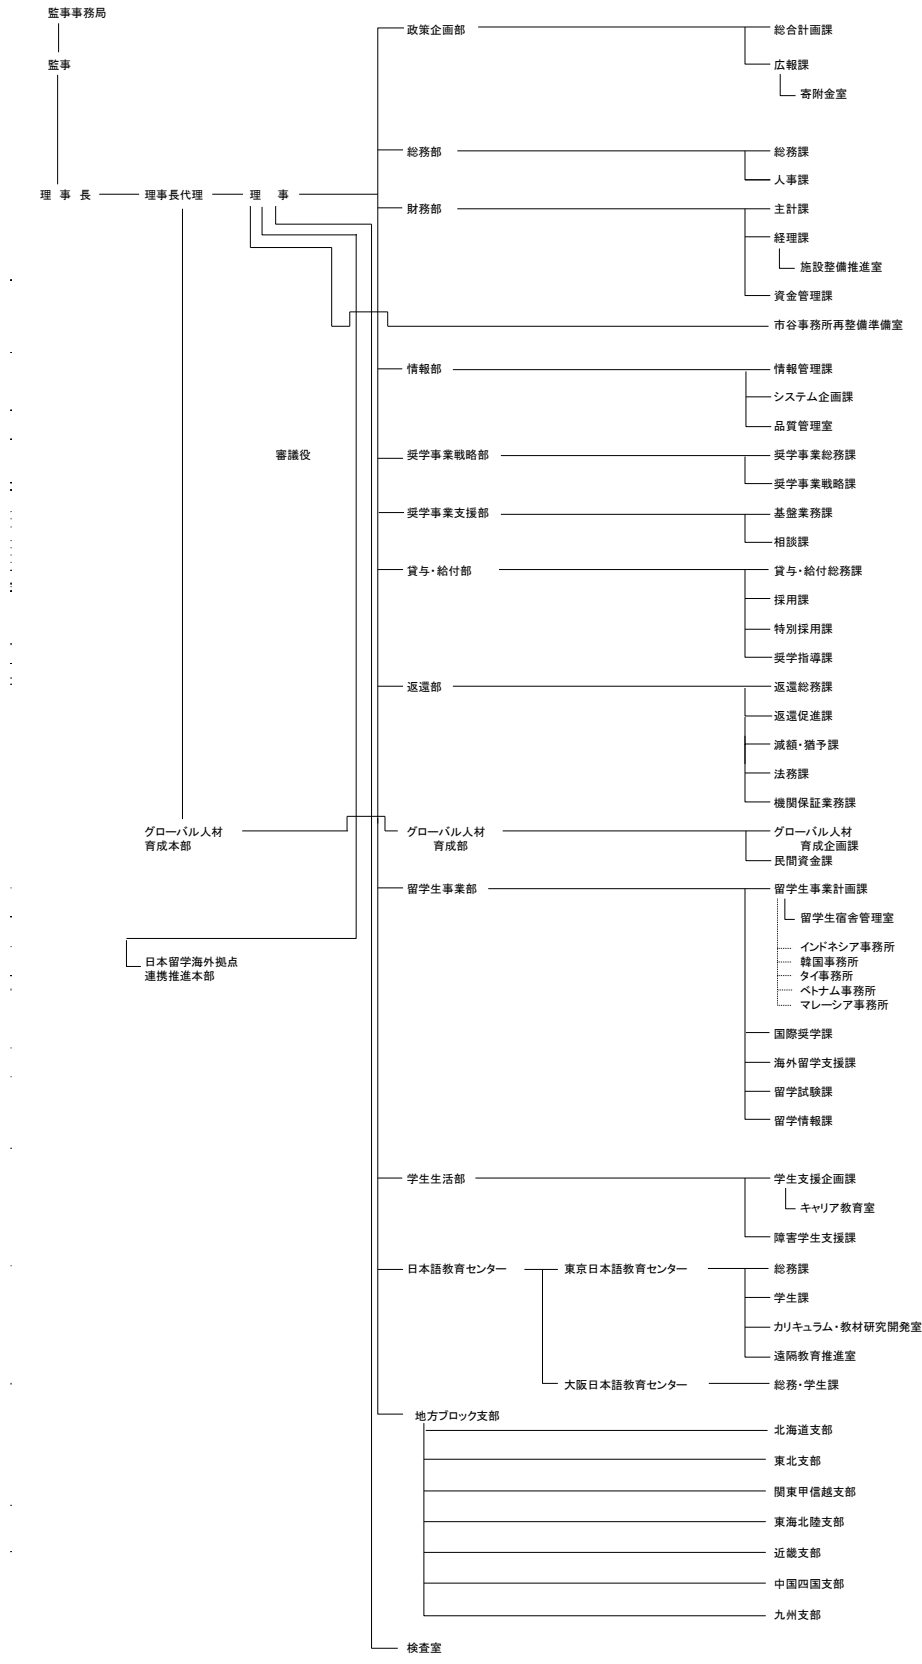 監事事務局
監事
理事長
理事長代理
理事
審議役
グローバル人材
育成本部
日本留学海外拠点
連携推進本部
政策企画部
総合計画課
広報課
寄附金室
総務部
総務課
人事課
財務部
主計課
経理課
施設整備推進室
資金管理課
市谷事務所再整備準備室
情報部
情報管理課
システム企画課
品質管理室
奨学事業戦略部
奨学事業総務課
奨学事業戦略課
奨学事業支援部
基盤業務課
相談課
貸与・給付部
貸与・給付総務課
採用課
特別採用課
奨学指導課
返還部
返還総務課
返還促進課
減額・猶予課
法務課
機関保証業務課
グローバル人材
育成部
グローバル人材
育成企画課
民間資金課
留学生事業部
留学生事業計画課
留学生宿舎管理室
インドネシア事務所
韓国事務所
タイ事務所
ベトナム事務所
マレーシア事務所
国際奨学課
海外留学支援課
留学試験課
留学情報課
学生生活部
学生支援企画課
キャリア教育室
障害学生支援課
日本語教育センター
東京日本語教育センター
総務課
学生課
カリキュラム・教材研究開発室
遠隔教育推進室
大阪日本語教育センター
総務・学生課
地方ブロック支部
北海道支部
東北支部
関東甲信越支部
東海北陸支部
近畿支部
中国四国支部
九州支部
検査室